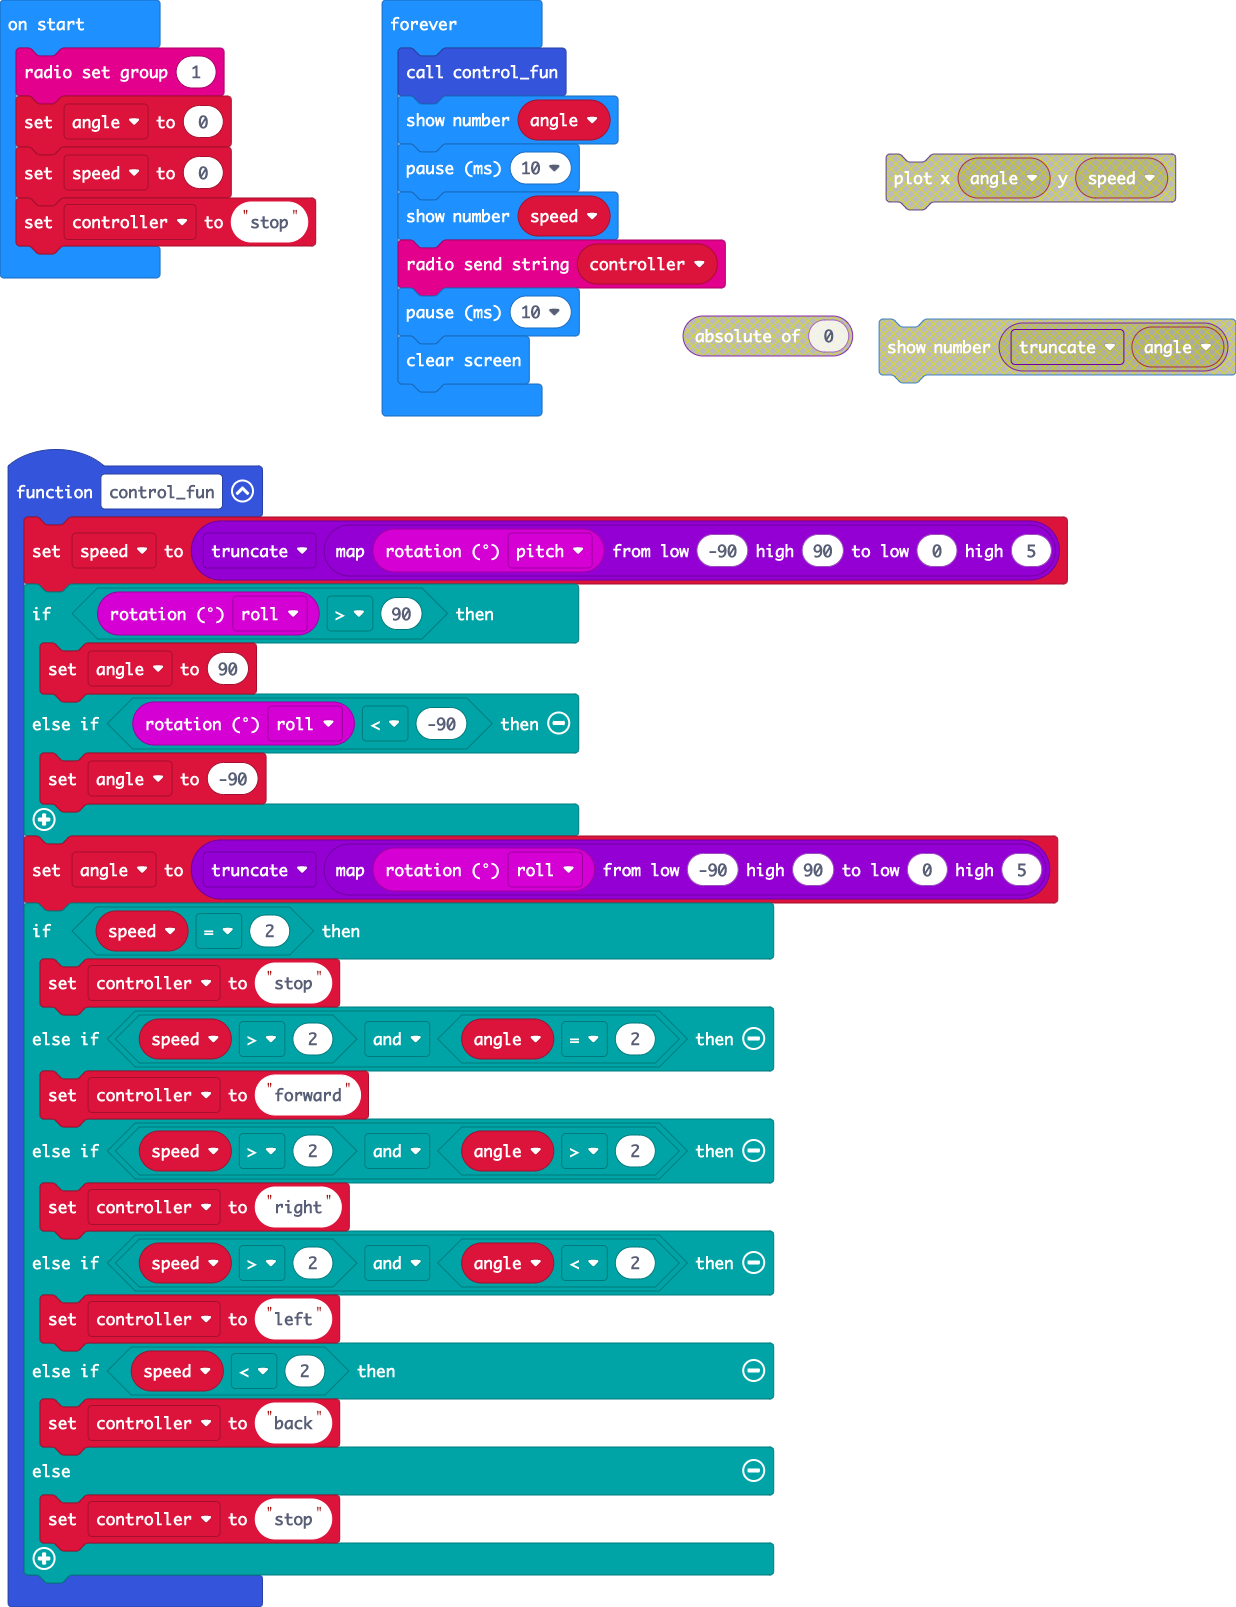 on start
radio set group 1
set angle to 0
set speed to 0
set controller to "stop"
forever
call control_fun
show number angle
pause (ms) 10
show number speed
radio send string controller
pause (ms) 10
clear screen
plot x angle y speed
absolute of 0
show number truncate angle
function control_fun
set speed to truncate map rotation (°) pitch from low -90 high 90 to low 0 high 5
if rotation (°) roll > 90 then
set angle to 90
else if rotation (°) roll < -90 then
set angle to -90
set angle to truncate map rotation (°) roll from low -90 high 90 to low 0 high 5
if speed = 2 then
set controller to "stop"
else if speed > 2 and angle = 2 then
set controller to "forward"
else if speed > 2 and angle > 2 then
set controller to "right"
else if speed > 2 and angle < 2 then
set controller to "left"
else if speed < 2 then
set controller to "back"
else
set controller to "stop"